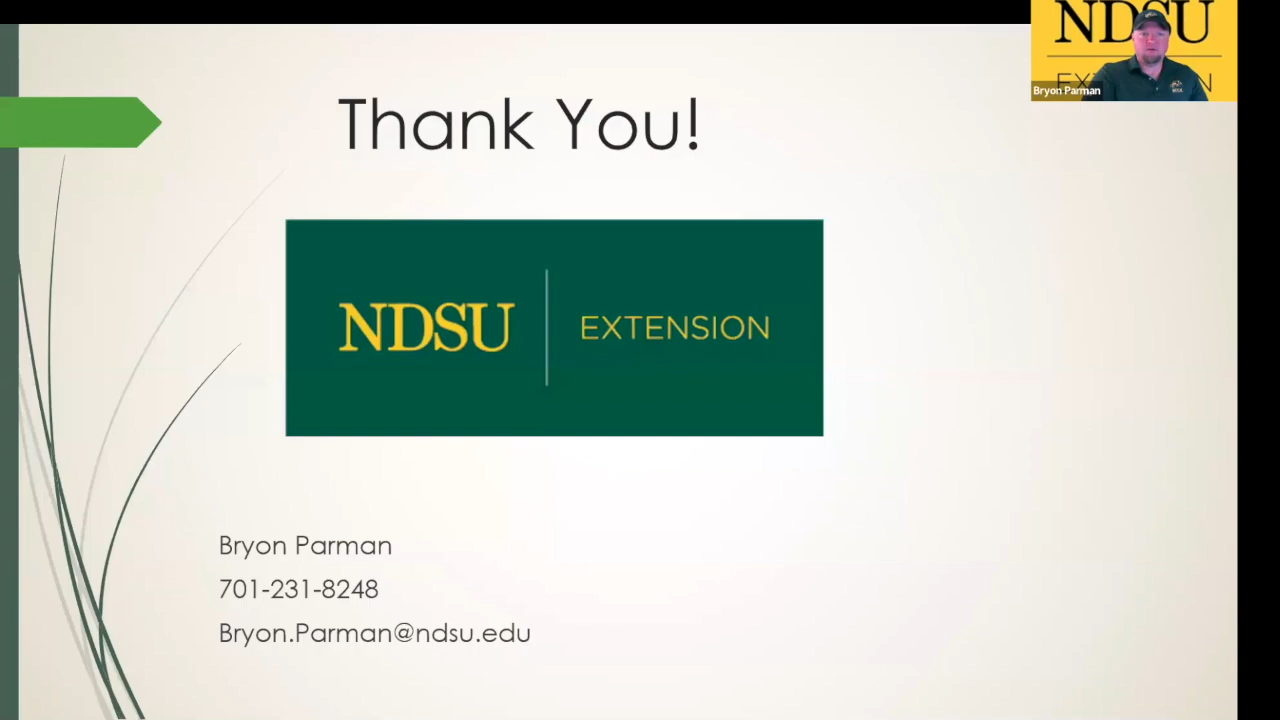 NDSU
Bryon Parman
Thank You!
NDSU EXTENSION
Bryon Parman
701-231-8248
Bryon.Parman@ndsu.edu